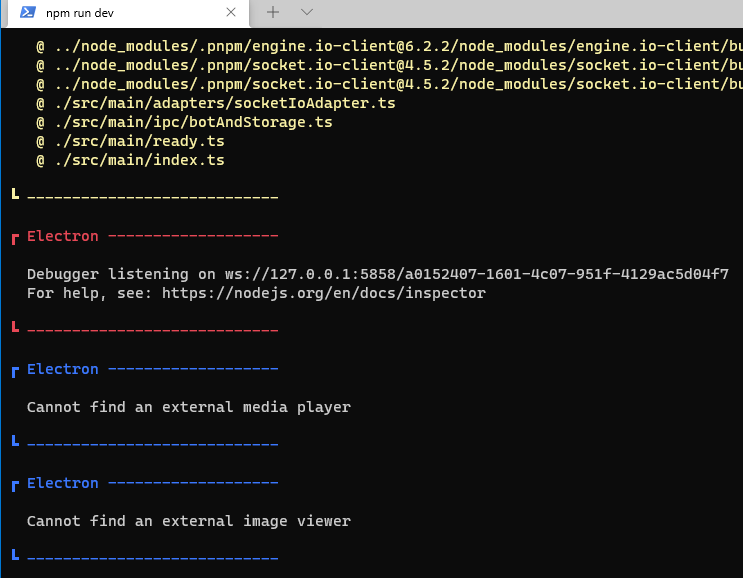 npm run dev
@ ../node_modules/.pnpm/engine.io-client@6.2.2/node_modules/engine.io-client/bu
@ ../node_modules/.pnpm/socket.io-client@4.5.2/node_modules/socket.io-client/bu
@ ../node_modules/.pnpm/socket.io-client@4.5.2/node_modules/socket.io-client/bu
@ ./src/main/adapters/socketIoAdapter.ts
@ ./src/main/ipc/botAndStorage.ts
@ ./src/main/ready.ts
@ ./src/main/index.ts
┗ ----------------------------
┏ Electron -------------------
Debugger listening on ws://127.0.0.1:5858/a0152407-1601-4c07-951f-4129ac5d04f7
For help, see: https://nodejs.org/en/docs/inspector
┗ ----------------------------
┏ Electron -------------------
Cannot find an external media player
┗ ----------------------------
┏ Electron -------------------
Cannot find an external image viewer
┗ ----------------------------